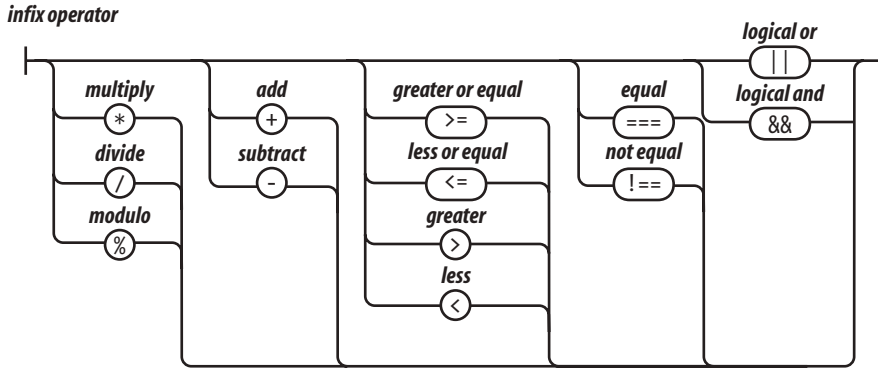 infix operator
multiply
*
divide
/
modulo
%
add
+
subtract
-
greater or equal
>=
less or equal
<=
greater
>
less
<
equal
===
not equal
!==
logical or
||
logical and
&&